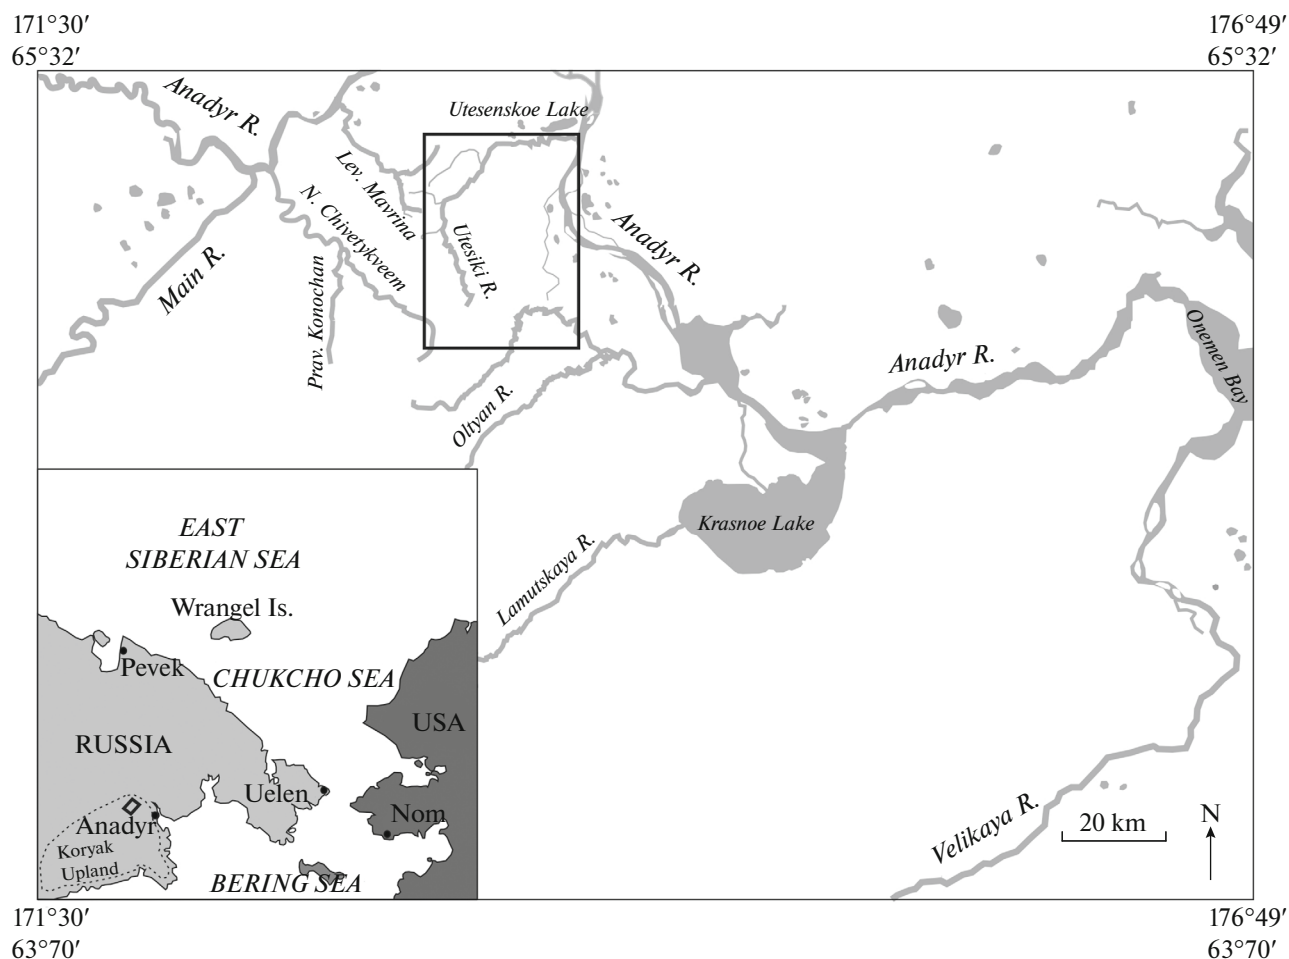 171°30′
65°32′
176°49′
65°32′
Anadyr R.
Utesenskoe Lake
Lev. Mavrina
N. Chivetykveem
Utesiki R.
Anadyr R.
Main R.
Prav. Konochan
Onemen Bay
Anadyr R.
Oltyan R.
Krasnoe Lake
Lamutskaya R.
EAST
SIBERIAN SEA
Wrangel Is.
Pevek
CHUKCHO SEA
USA
RUSSIA
Uelen
Nom
Anadyr
Koryak
Upland
BERING SEA
Velikaya R.
20 km
N
171°30′
63°70′
176°49′
63°70′